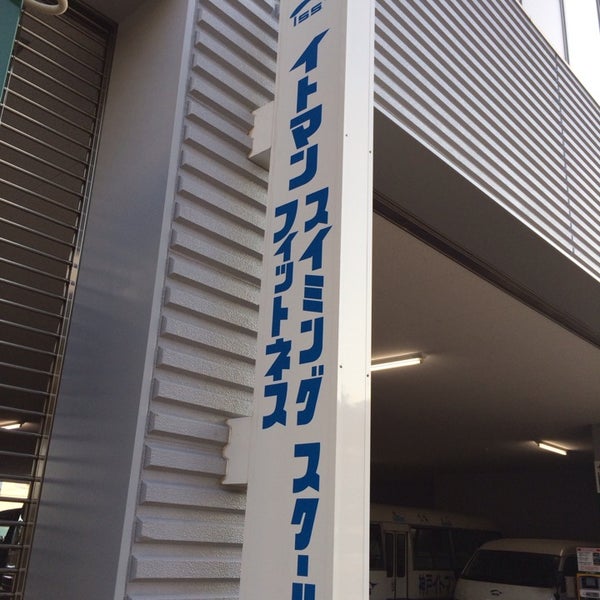 iss
イトマン
スイミング スクール
フィットネス